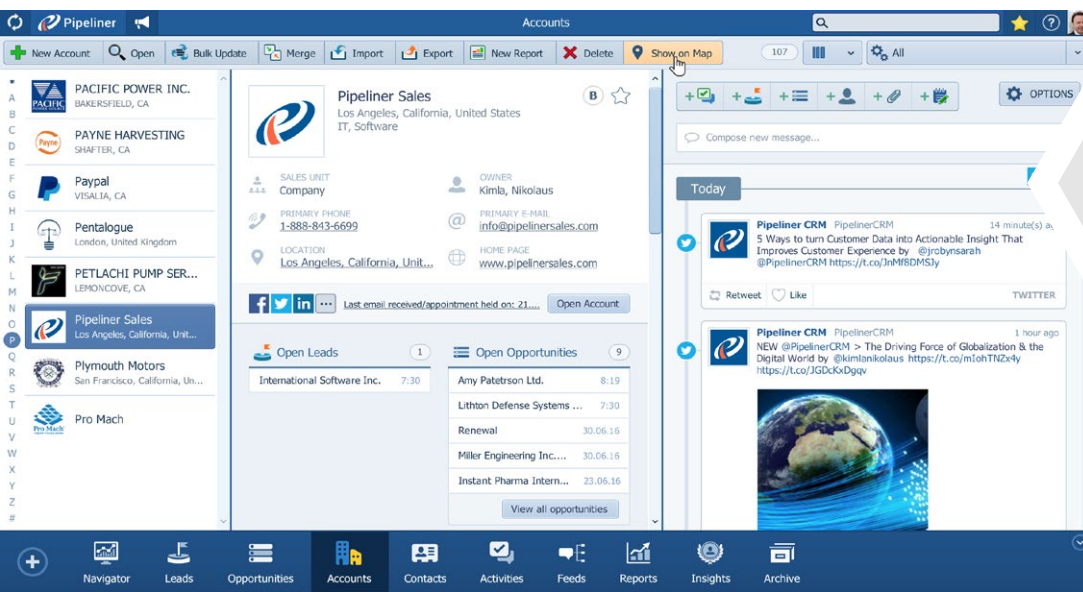 Pipeliner
Accounts
?
New Account
Open
Bulk Update
Merge
Import
Export
New Report
Delete
Show on Map
107
All
A
B
C
D
E
F
G
H
I
J
K
L
M
N
O
P
Q
R
S
T
U
V
W
X
Y
Z
#
PACIFIC
PACIFIC POWER INC.
BAKERSFIELD, CA
Payne
PAYNE HARVESTING
SHAFTER, CA
Paypal
VISALIA, CA
Pentalogue
London, United Kingdom
PETLACHI PUMP SER...
LEMONCOVE, CA
Pipeliner Sales
Los Angeles, California, Unit...
Plymouth Motors
San Francisco, California, Un...
Pro Mach
Pro Mach
Pipeliner Sales
Los Angeles, California, United States
IT, Software
B
SALES UNIT
Company
OWNER
Kimla, Nikolaus
PRIMARY PHONE
1-888-843-6699
PRIMARY E-MAIL
info@pipelinersales.com
LOCATION
Los Angeles, California, Unit...
HOME PAGE
www.pipelinersales.com
f
in
Last email received/appointment held on: 21....
Open Account
Open Leads
1
International Software Inc. 7:30
Open Opportunities
9
Amy Patetrson Ltd. 8:19
Lithton Defense Systems ... 7:30
Renewal 30.06.16
Miller Engineering Inc.... 30.06.16
Instant Pharma Intern... 23.06.16
View all opportunities
OPTIONS
Compose new message...
Today
Pipeliner CRM PipelinerCRM 14 minute(s)
5 Ways to turn Customer Data into Actionable Insight That
Improves Customer Experience by @jrobynsarah
@PipelinerCRM https://t.co/JnMf8DMSJy
Retweet
Like
TWITTER
Pipeliner CRM PipelinerCRM 1 hour ago
NEW @PipelinerCRM > The Driving Force of Globalization & the
Digital World by @kimlanikolaus https://t.co/mIohTNZx4y
https://t.co/JGDcKxDgqv
Navigator
Leads
Opportunities
Accounts
Contacts
Activities
Feeds
Reports
Insights
Archive